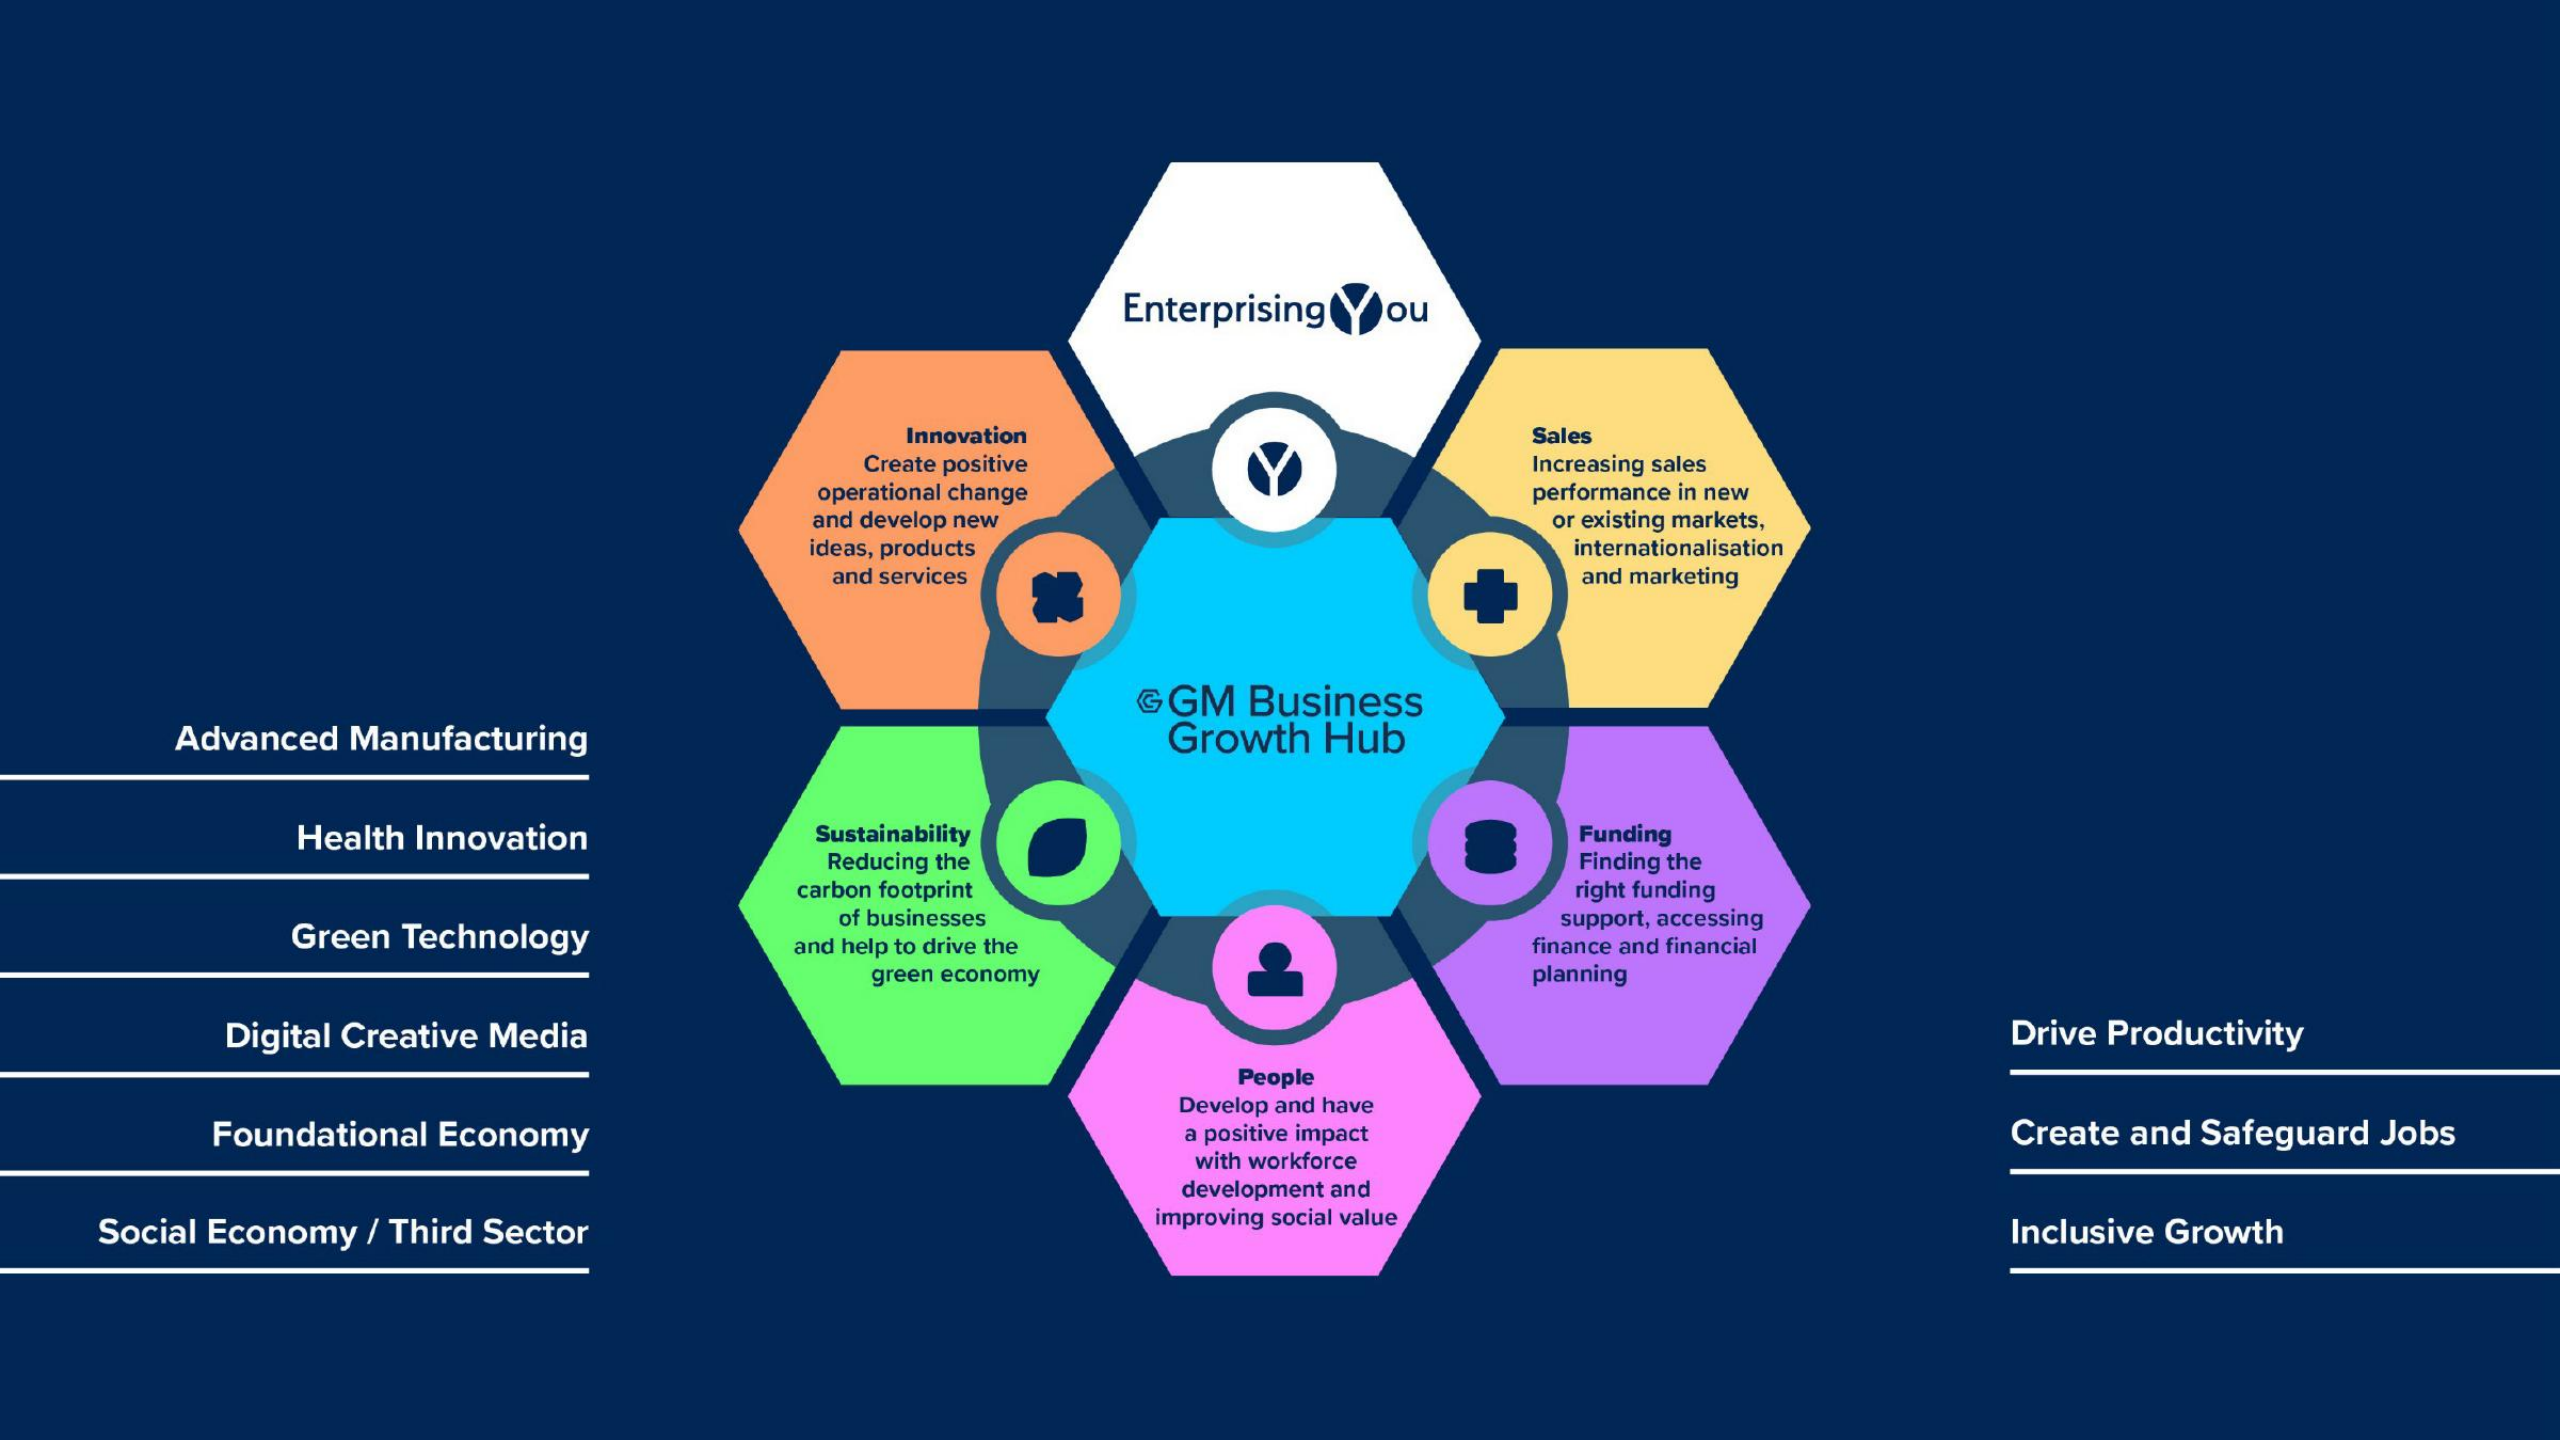 EnterprisingYou
Innovation
Create positive
operational change
and develop new
ideas, products
and services
Sales
Increasing sales
performance in new
or existing markets,
internationalisation
and marketing
GM Business
Growth Hub
Sustainability
Reducing the
carbon footprint
of businesses
and help to drive the
green economy
Funding
Finding the
right funding
support, accessing
finance and financial
planning
People
Develop and have
a positive impact
with workforce
development and
improving social value
Advanced Manufacturing
Health Innovation
Green Technology
Digital Creative Media
Foundational Economy
Social Economy / Third Sector
Drive Productivity
Create and Safeguard Jobs
Inclusive Growth